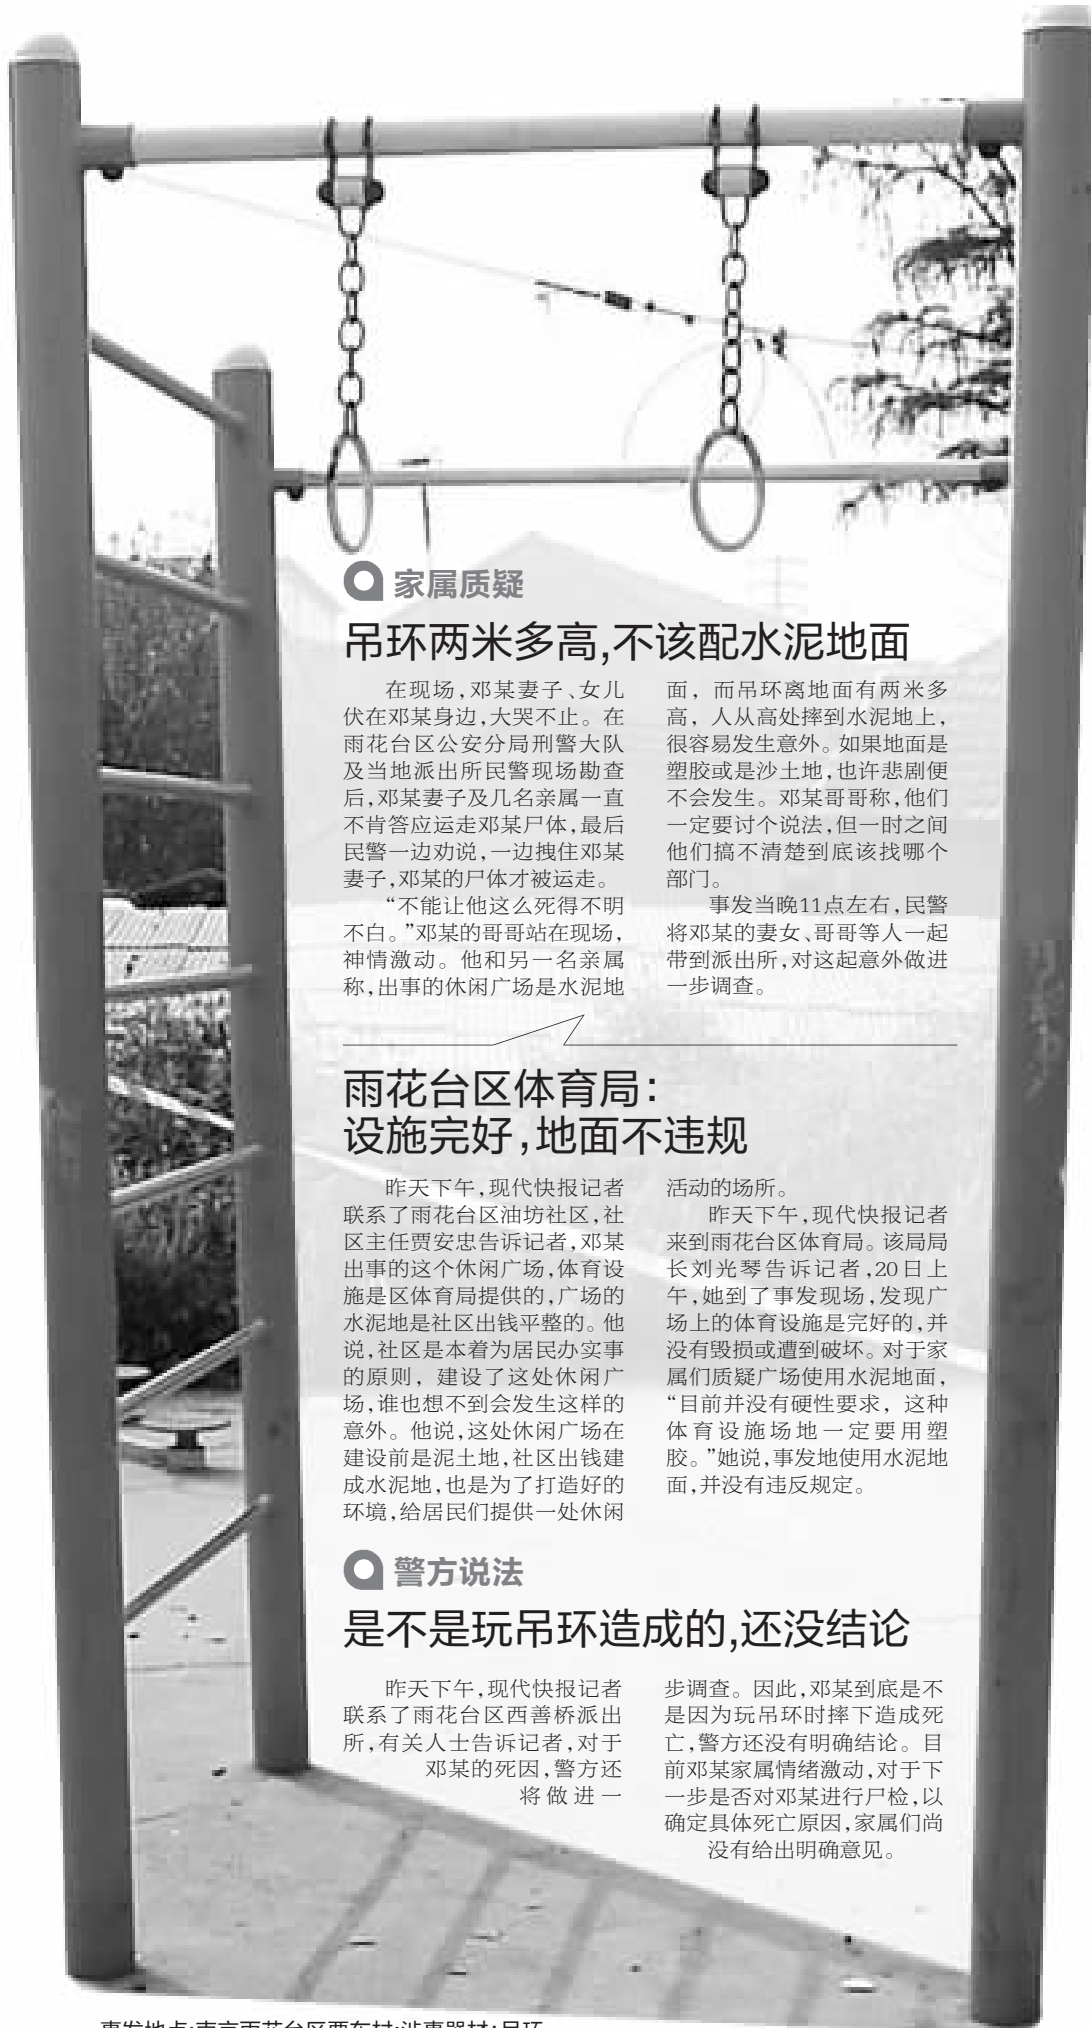 家属质疑
吊环两米多高,不该配水泥地面
在现场,邓某妻子、女儿
伏在邓某身边,大哭不止。在
雨花台区公安分局刑警大队
及当地派出所民警现场勘查
后,邓某妻子及几名亲属一直
不肯答应运走邓某尸体,最后
民警一边劝说,一边拽住邓某
妻子,邓某的尸体才被运走。
“不能让他这么死得不明
不白。”邓某的哥哥站在现场,
神情激动。他和另一名亲属
称,出事的休闲广场是水泥地
面,而吊环离地面有两米多
高,人从高处摔到水泥地上,
很容易发生意外。如果地面是
塑胶或是沙土地,也许悲剧便
不会发生。邓某哥哥称,他们
一定要讨个说法,但一时之间
他们搞不清楚到底该找哪个
部门。
事发当晚11点左右,民警
将邓某的妻女、哥哥等人一起
带到派出所,对这起意外做进
一步调查。
雨花台区体育局:
设施完好,地面不违规
昨天下午,现代快报记者
联系了雨花台区油坊社区,社
区主任贾安忠告诉记者,邓某
出事的这个休闲广场,体育设
施是区体育局提供的,广场的
水泥地是社区出钱平整的。他
说,社区是本着为居民办实事
的原则,建设了这处休闲广
场,谁也想不到会发生这样的
意外。他说,这处休闲广场在
建设前是泥土地,社区出钱建
成水泥地,也是为了打造好的
环境,给居民们提供一处休闲
活动的场所。
昨天下午,现代快报记者
来到雨花台区体育局。该局局
长刘光琴告诉记者,20日上
午,她到了事发现场,发现广
场上的体育设施是完好的,并
没有毁损或遭到破坏。对于家
属们质疑广场使用水泥地面,
“目前并没有硬性要求,这种
体育设施场地一定要用塑
胶。”她说,事发地使用水泥地
面,并没有违反规定。
警方说法
是不是玩吊环造成的,还没结论
昨天下午,现代快报记者
联系了雨花台区西善桥派出
所,有关人士告诉记者,对于
邓某的死因,警方还
将做进一
步调查。因此,邓某到底是不
是因为玩吊环时摔下造成死
亡,警方还没有明确结论。目
前邓某家属情绪激动,对于下
一步是否对邓某进行尸检,以
确定具体死亡原因,家属们尚
没有给出明确意见。